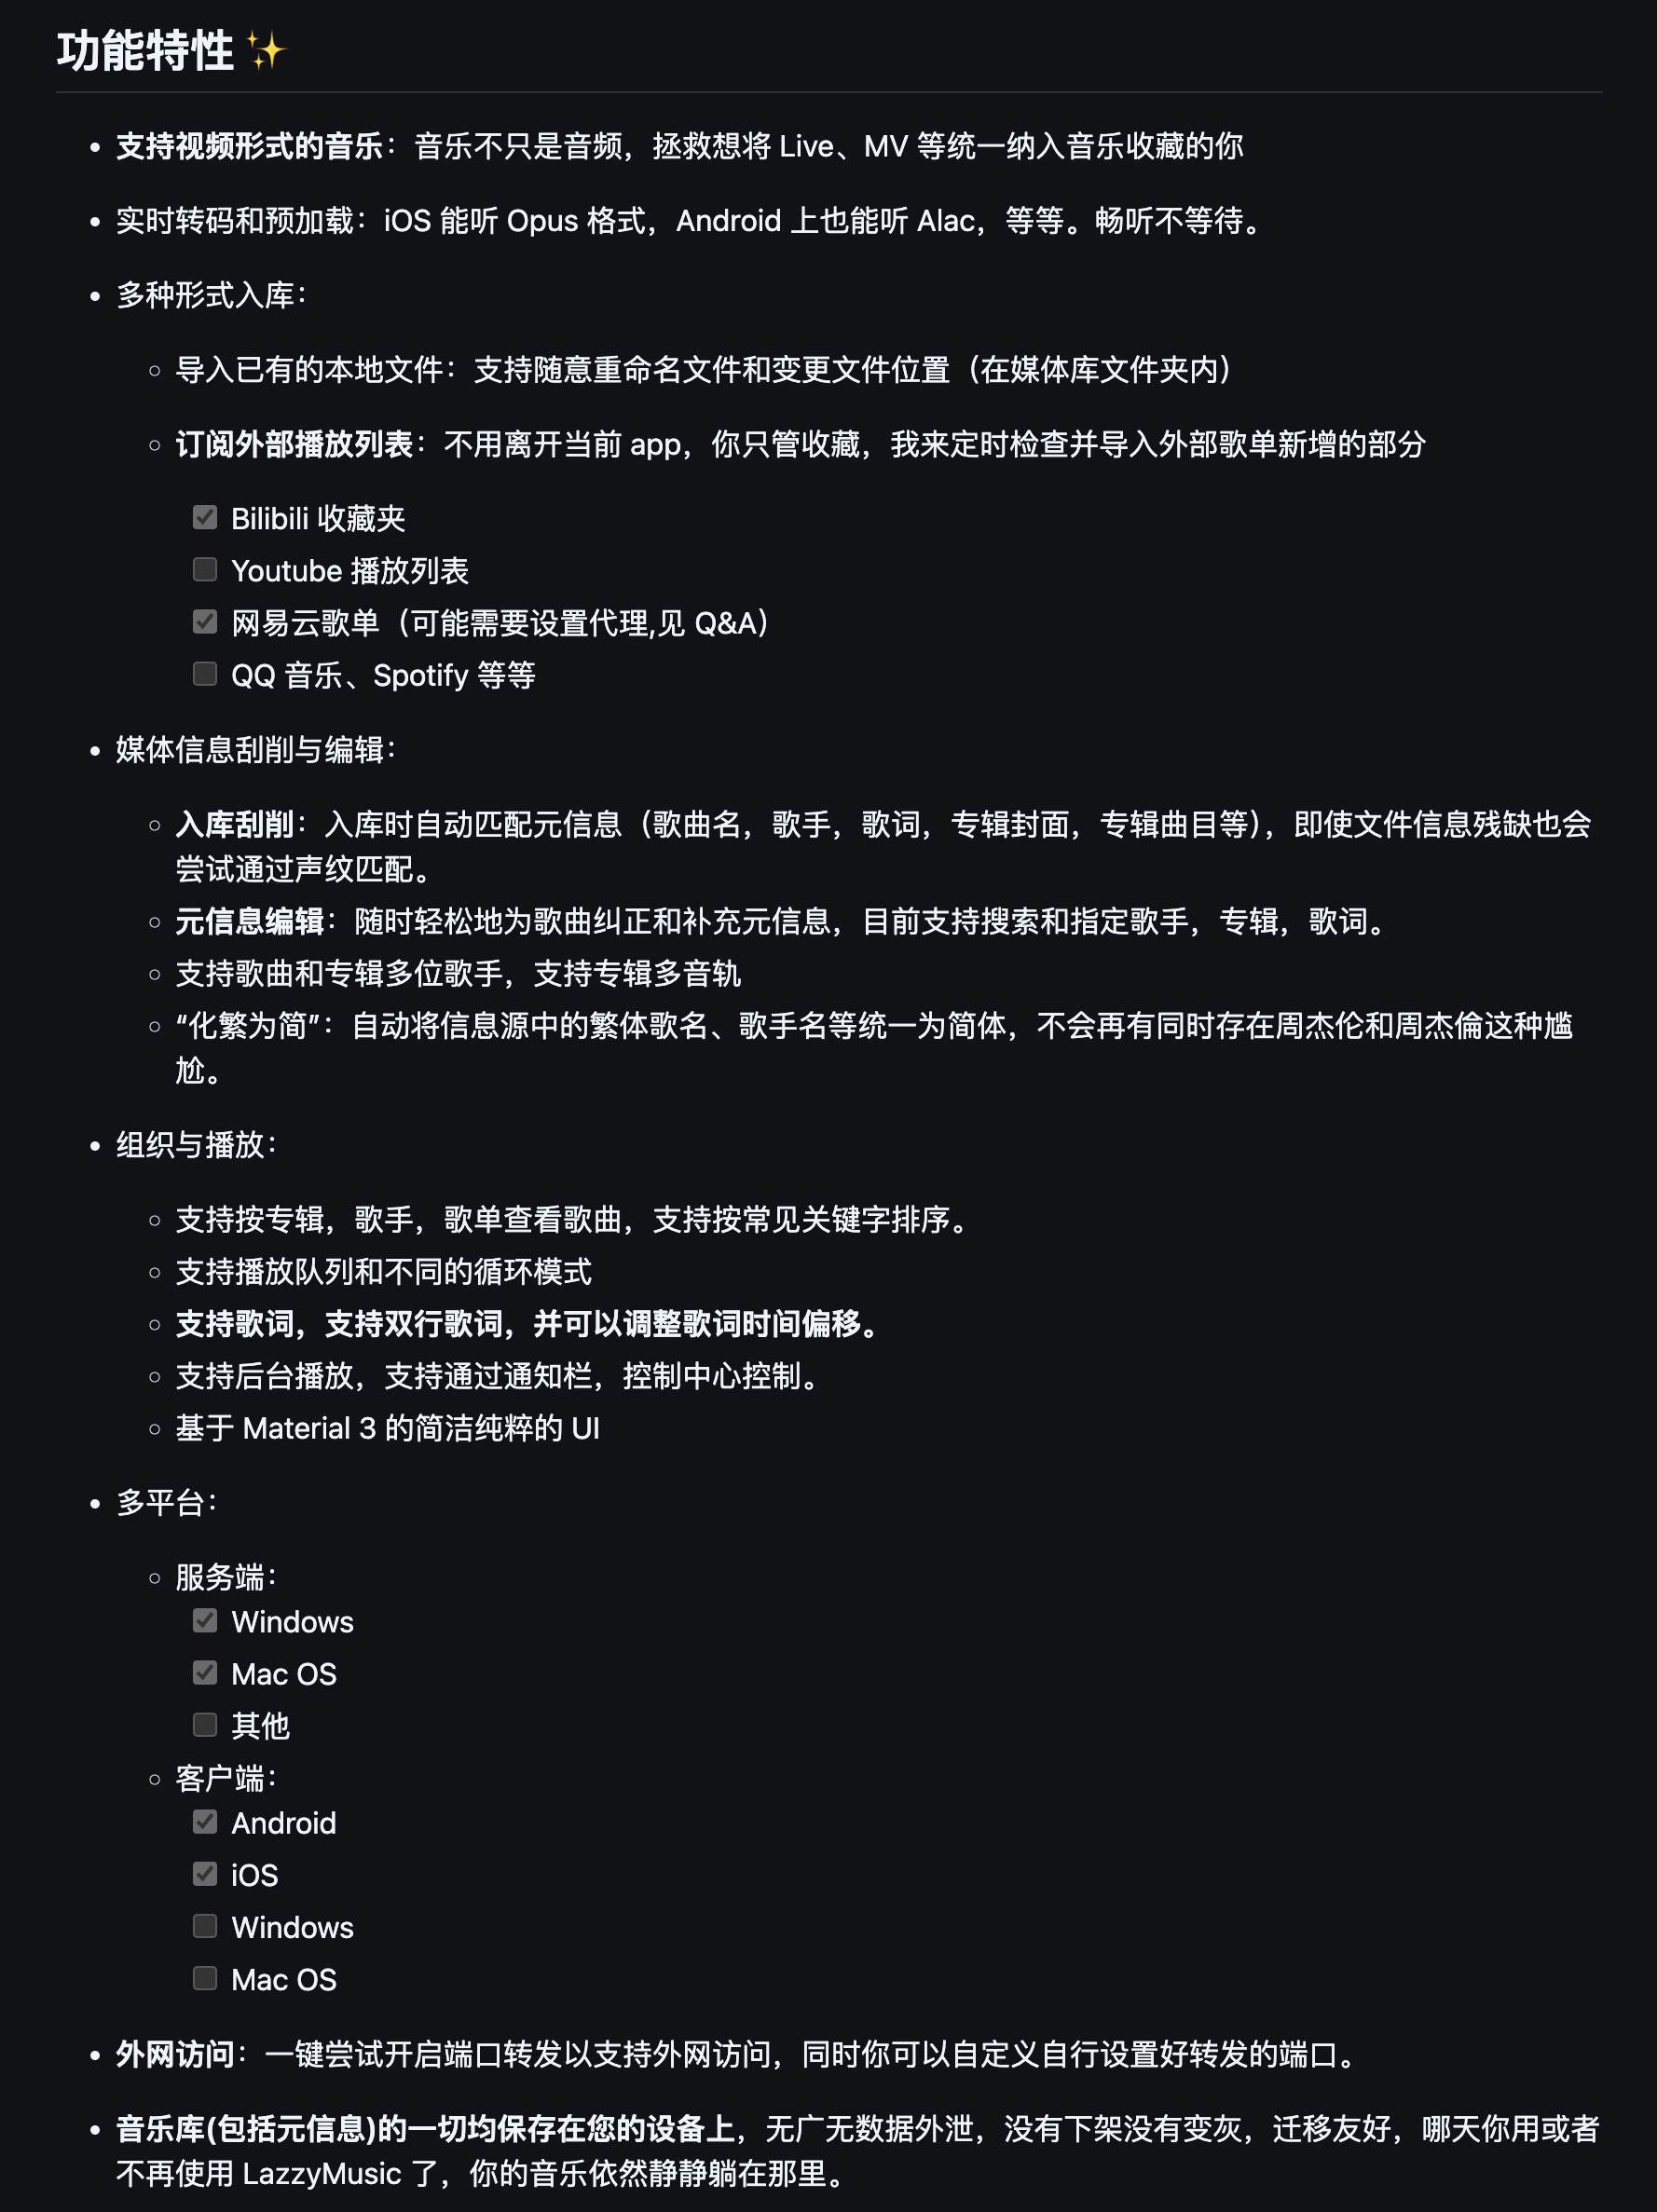 功能特性 ✨
支持视频形式的音乐：音乐不只是音频，拯救想将 Live、MV 等统一纳入音乐收藏的你
实时转码和预加载：iOS 能听 Opus 格式，Android 上也能听 Alac，等等。畅听不等待。
多种形式入库：
导入已有的本地文件：支持随意重命名文件和变更文件位置（在媒体库文件夹内）
订阅外部播放列表：不用离开当前 app，你只管收藏，我来定时检查并导入外部歌单新增的部分
Bilibili 收藏夹
Youtube 播放列表
网易云歌单（可能需要设置代理,见 Q&A）
QQ 音乐、Spotify 等等
媒体信息刮削与编辑：
入库刮削：入库时自动匹配元信息（歌曲名，歌手，歌词，专辑封面，专辑曲目等），即使文件信息残缺也会
尝试通过声纹匹配。
元信息编辑：随时轻松地为歌曲纠正和补充元信息，目前支持搜索和指定歌手，专辑，歌词。
支持歌曲和专辑多位歌手，支持专辑多音轨
“化繁为简”：自动将信息源中的繁体歌名、歌手名等统一为简体，不会再有同时存在周杰伦和周杰倫这种尴
尬。
组织与播放：
支持按专辑，歌手，歌单查看歌曲，支持按常见关键字排序。
支持播放队列和不同的循环模式
支持歌词，支持双行歌词，并可以调整歌词时间偏移。
支持后台播放，支持通过通知栏，控制中心控制。
基于 Material 3 的简洁纯粹的 UI
多平台：
服务端：
Windows
Mac OS
其他
客户端：
Android
iOS
Windows
Mac OS
外网访问：一键尝试开启端口转发以支持外网访问，同时你可以自定义自行设置好转发的端口。
音乐库(包括元信息)的一切均保存在您的设备上，无广无数据外泄，没有下架没有变灰，迁移友好，哪天你用或者
不再使用 LazzyMusic 了，你的音乐依然静静躺在那里。